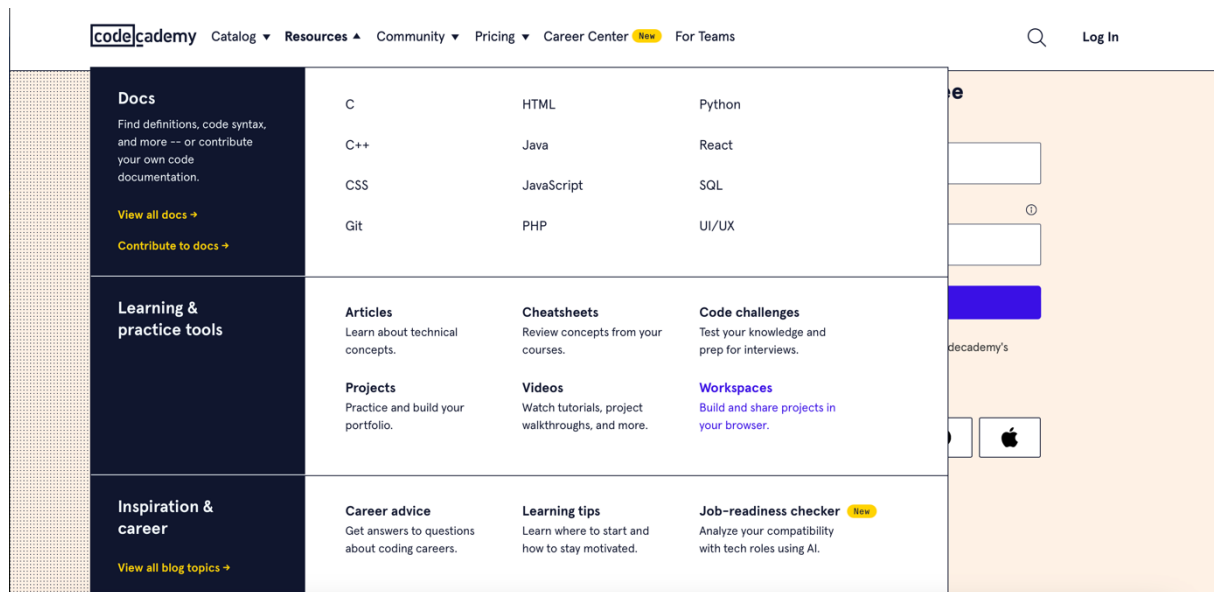 codecademy Catalog Resources Community Pricing Career Center New For Teams Log In
Docs
Find definitions, code syntax,
and more -- or contribute
your own code
documentation.
View all docs →
Contribute to docs →
C
HTML
Python
C++
Java
React
CSS
JavaScript
SQL
Git
PHP
UI/UX
Learning &
practice tools
Articles
Learn about technical
concepts.
Cheatsheets
Review concepts from your
courses.
Code challenges
Test your knowledge and
prep for interviews.
Projects
Practice and build your
portfolio.
Videos
Watch tutorials, project
walkthroughs, and more.
Workspaces
Build and share projects in
your browser.
Inspiration &
career
View all blog topics →
Career advice
Get answers to questions
about coding careers.
Learning tips
Learn where to start and
how to stay motivated.
Job-readiness checker New
Analyze your compatibility
with tech roles using AI.
decademy's